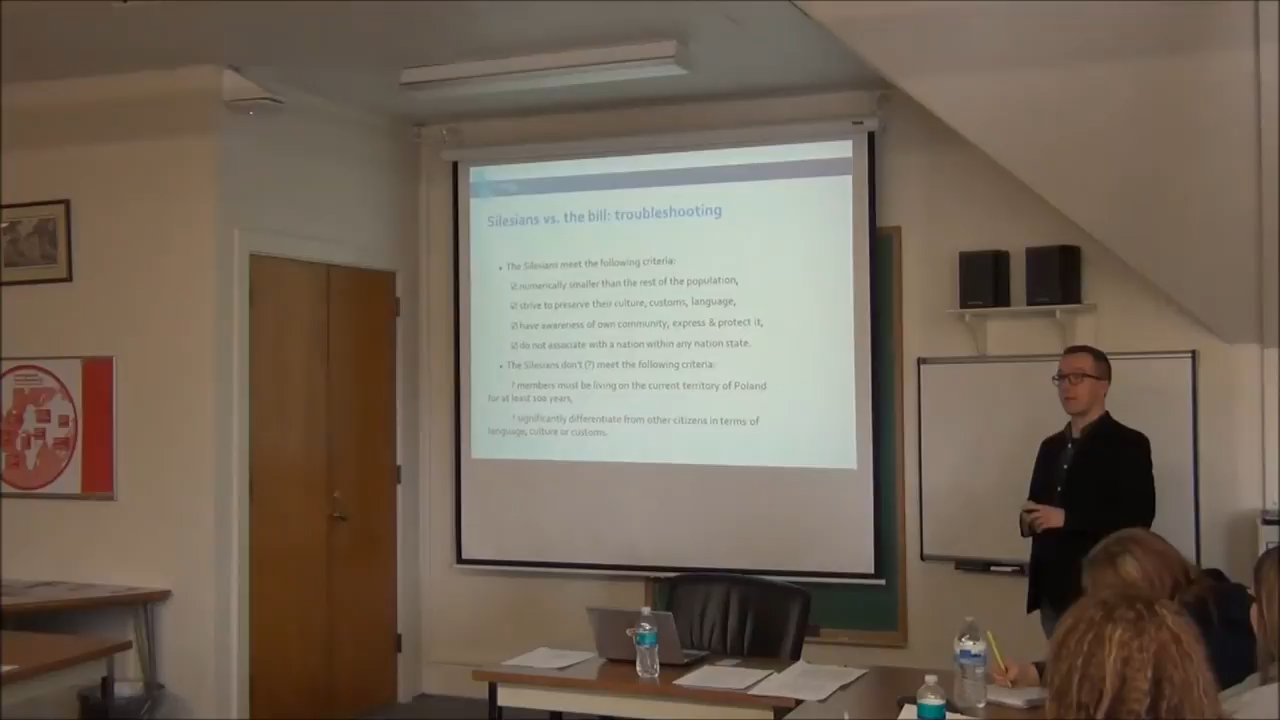 Silesians vs. the bill: troubleshooting
• The Silesians meet the following criteria:
☑ numerically smaller than the rest of the population,
☑ strive to preserve their culture, customs, language,
☑ have awareness of own community, express & protect it,
☑ do not associate with a nation within any nation state.
• The Silesians don't (?) meet the following criteria:
? members must be living on the current territory of Poland
for at least 100 years,
? significantly differentiate from other citizens in terms of
language, culture or customs.